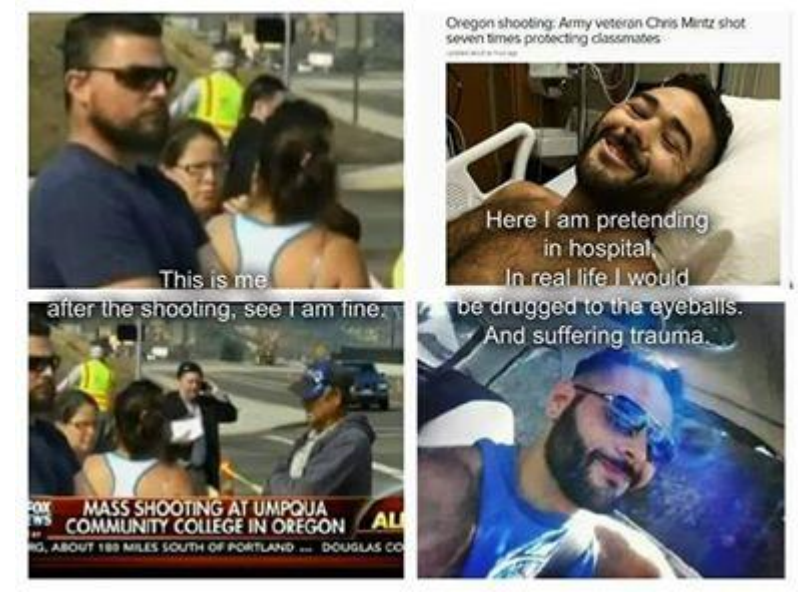 Oregon shooting: Army veteran Chris Mintz shot
seven times protecting classmates
This is me
after the shooting, see I am fine.
Here I am pretending
in hospital,
In real life I would
be drugged to the eyeballs.
And suffering trauma.
FOX
MASS SHOOTING AT UMPQUA
COMMUNITY COLLEGE IN OREGON
RG, ABOUT 180 MILES SOUTH OF PORTLAND ... DOUGLAS CO